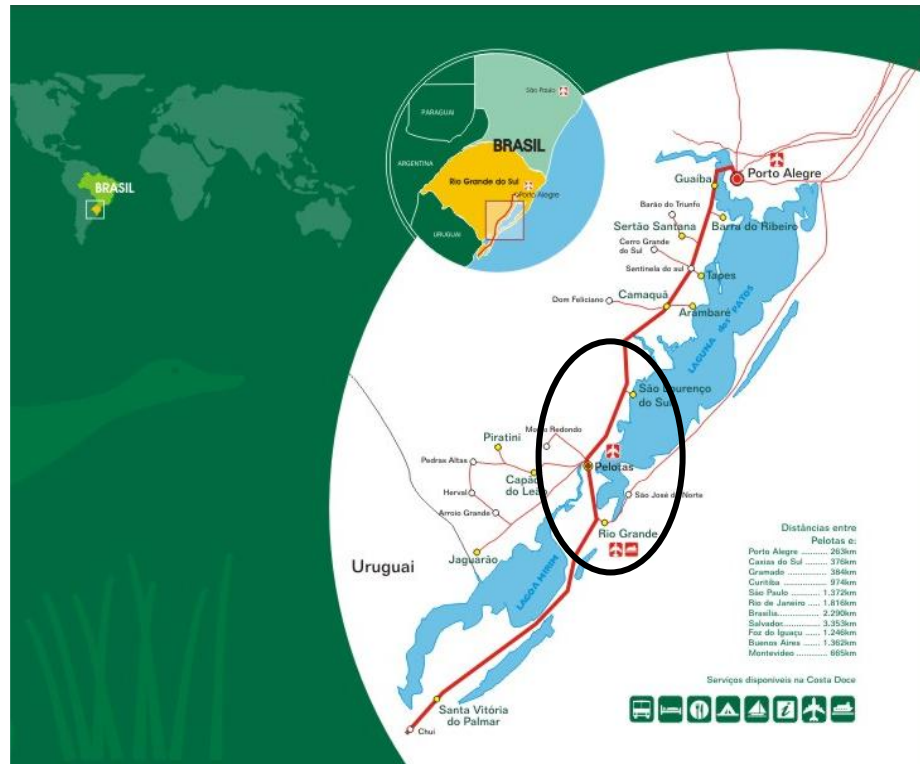 BRASIL
PARAGUAI
ARGENTINA
URUGUAI
São Paulo
BRASIL
Rio Grande do Sul
Porto Alegre
Porto Alegre
Guaíba
Barão do Triunfo
Sertão Santana
Barra do Ribeiro
Cerro Grande
do Sul
Sentinela do sul
Tapes
Dom Feliciano
Camaquã
Arambaré
LAGUNA dos PATOS
São Lourenço
do Sul
Morro Redondo
Piratini
Pedras Altas
Capão
do Leão
Pelotas
Herval
São José do Norte
Arroio Grande
Rio Grande
Jaguarão
Uruguai
LAGOA MIRIM
Santa Vitória
do Palmar
Chuí
Distâncias entre
Pelotas e:
Porto Alegre .......... 263km
Caxias do Sul ........ 376km
Gramado ............... 384km
Curitiba ................. 974km
São Paulo ............. 1.372km
Rio de Janeiro ..... 1.816km
Brasília................... 2.290km
Salvador................ 3.353km
Foz do Iguaçu ...... 1.246km
Buenos Aires ...... 1.362km
Montevideo ............ 665km
Serviços disponíveis na Costa Doce